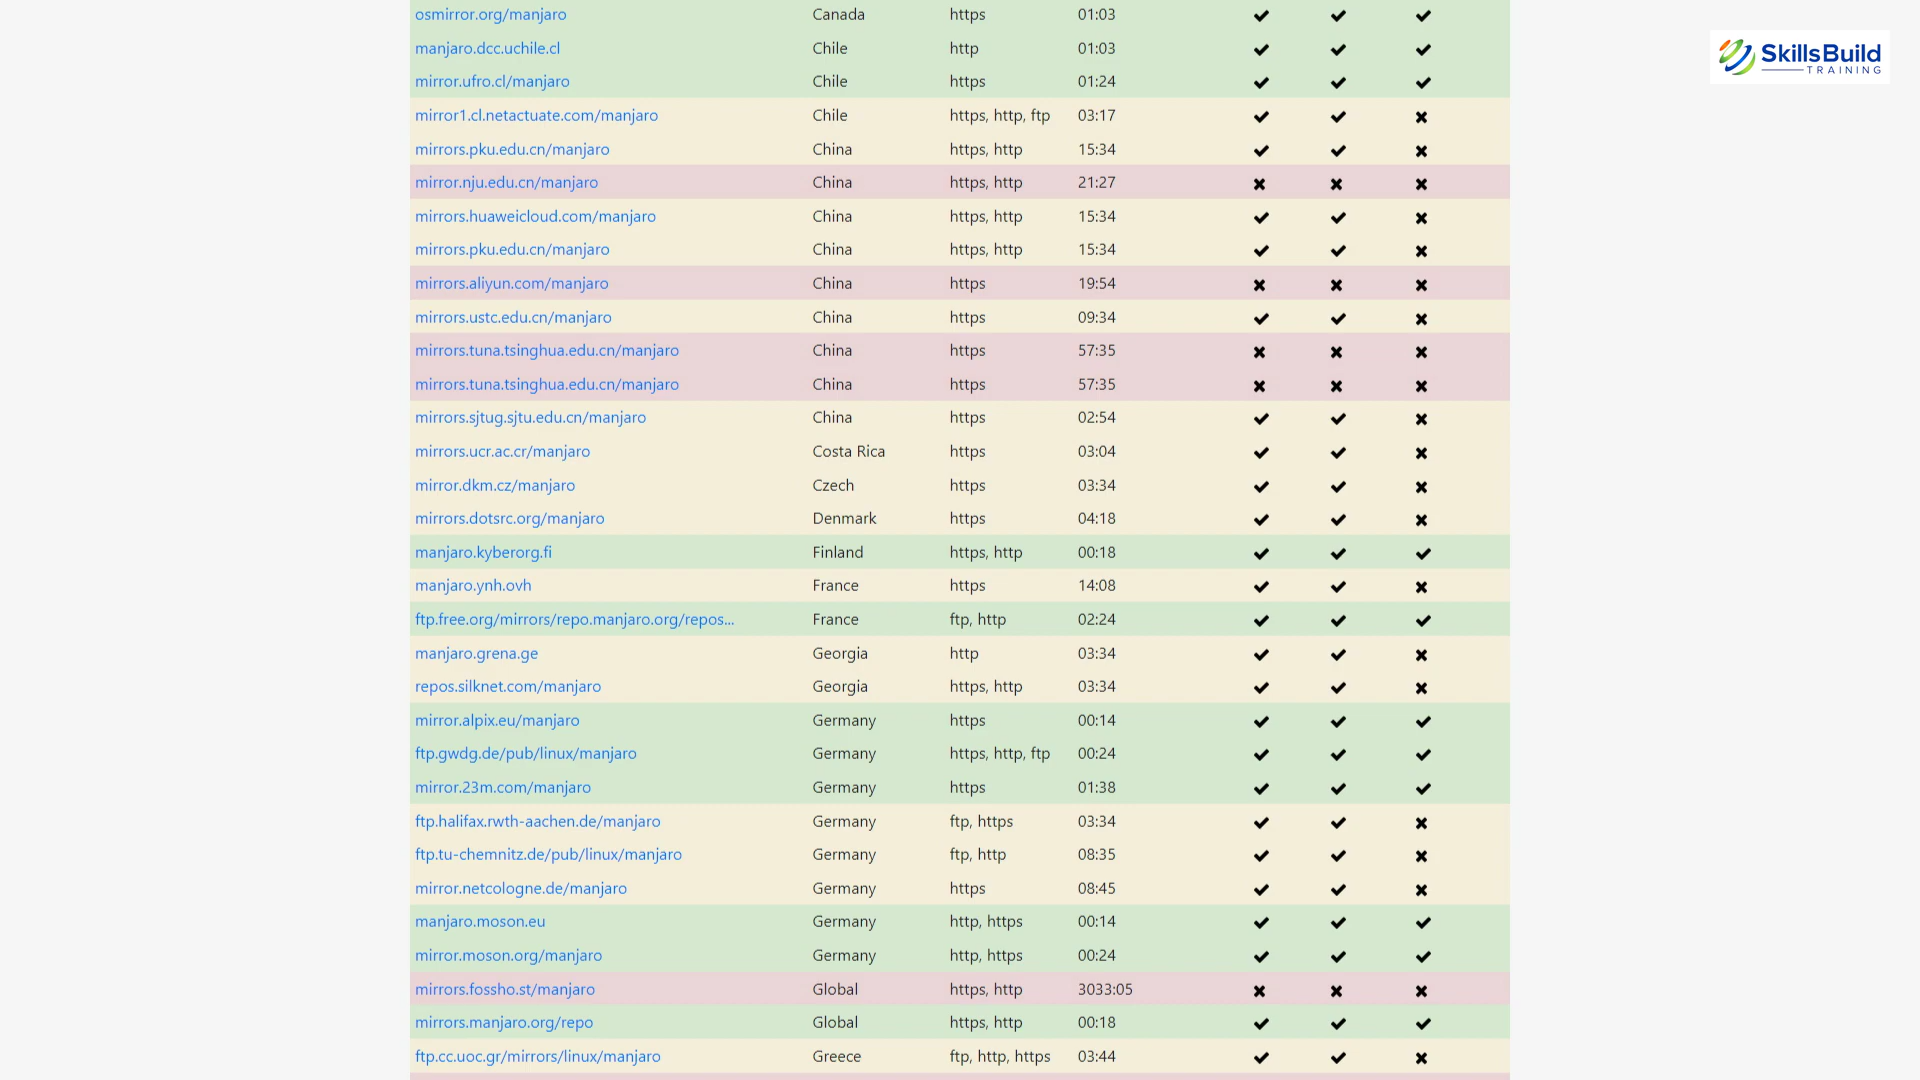 osmirror.org/manjaro Canada https 01:03 ✔ ✔ ✔
SkillsBuild
TRAINING
manjaro.dcc.uchile.cl Chile http 01:03 ✔ ✔ ✔
mirror.ufro.cl/manjaro Chile https 01:24 ✔ ✔ ✔
mirror1.cl.netactuate.com/manjaro Chile https, http, ftp 03:17 ✔ ✔ ✖
mirrors.pku.edu.cn/manjaro China https, http 15:34 ✔ ✔ ✖
mirror.nju.edu.cn/manjaro China https, http 21:27 ✖ ✖ ✖
mirrors.huaweicloud.com/manjaro China https, http 15:34 ✔ ✔ ✖
mirrors.pku.edu.cn/manjaro China https, http 15:34 ✔ ✔ ✖
mirrors.aliyun.com/manjaro China https 19:54 ✖ ✖ ✖
mirrors.ustc.edu.cn/manjaro China https 09:34 ✔ ✔ ✖
mirrors.tuna.tsinghua.edu.cn/manjaro China https 57:35 ✖ ✖ ✖
mirrors.tuna.tsinghua.edu.cn/manjaro China https 57:35 ✖ ✖ ✖
mirrors.sjtug.sjtu.edu.cn/manjaro China https 02:54 ✔ ✔ ✖
mirrors.ucr.ac.cr/manjaro Costa Rica https 03:04 ✔ ✔ ✖
mirror.dkm.cz/manjaro Czech https 03:34 ✔ ✔ ✖
mirrors.dotsrc.org/manjaro Denmark https 04:18 ✔ ✔ ✖
manjaro.kyberorg.fi Finland https, http 00:18 ✔ ✔ ✔
manjaro.ynh.ovh France https 14:08 ✔ ✔ ✖
ftp.free.org/mirrors/repo.manjaro.org/repos... France ftp, http 02:24 ✔ ✔ ✔
manjaro.grena.ge Georgia http 03:34 ✔ ✔ ✖
repos.silknet.com/manjaro Georgia https, http 03:34 ✔ ✔ ✖
mirror.alpix.eu/manjaro Germany https 00:14 ✔ ✔ ✔
ftp.gwdg.de/pub/linux/manjaro Germany https, http, ftp 00:24 ✔ ✔ ✔
mirror.23m.com/manjaro Germany https 01:38 ✔ ✔ ✔
ftp.halifax.rwth-aachen.de/manjaro Germany ftp, https 03:34 ✔ ✔ ✖
ftp.tu-chemnitz.de/pub/linux/manjaro Germany ftp, http 08:35 ✔ ✔ ✖
mirror.netcologne.de/manjaro Germany https 08:45 ✔ ✔ ✖
manjaro.moson.eu Germany http, https 00:14 ✔ ✔ ✔
mirror.moson.org/manjaro Germany http, https 00:24 ✔ ✔ ✔
mirrors.fossho.st/manjaro Global https, http 3033:05 ✖ ✖ ✖
mirrors.manjaro.org/repo Global https, http 00:18 ✔ ✔ ✔
ftp.cc.uoc.gr/mirrors/linux/manjaro Greece ftp, http, https 03:44 ✔ ✔ ✖